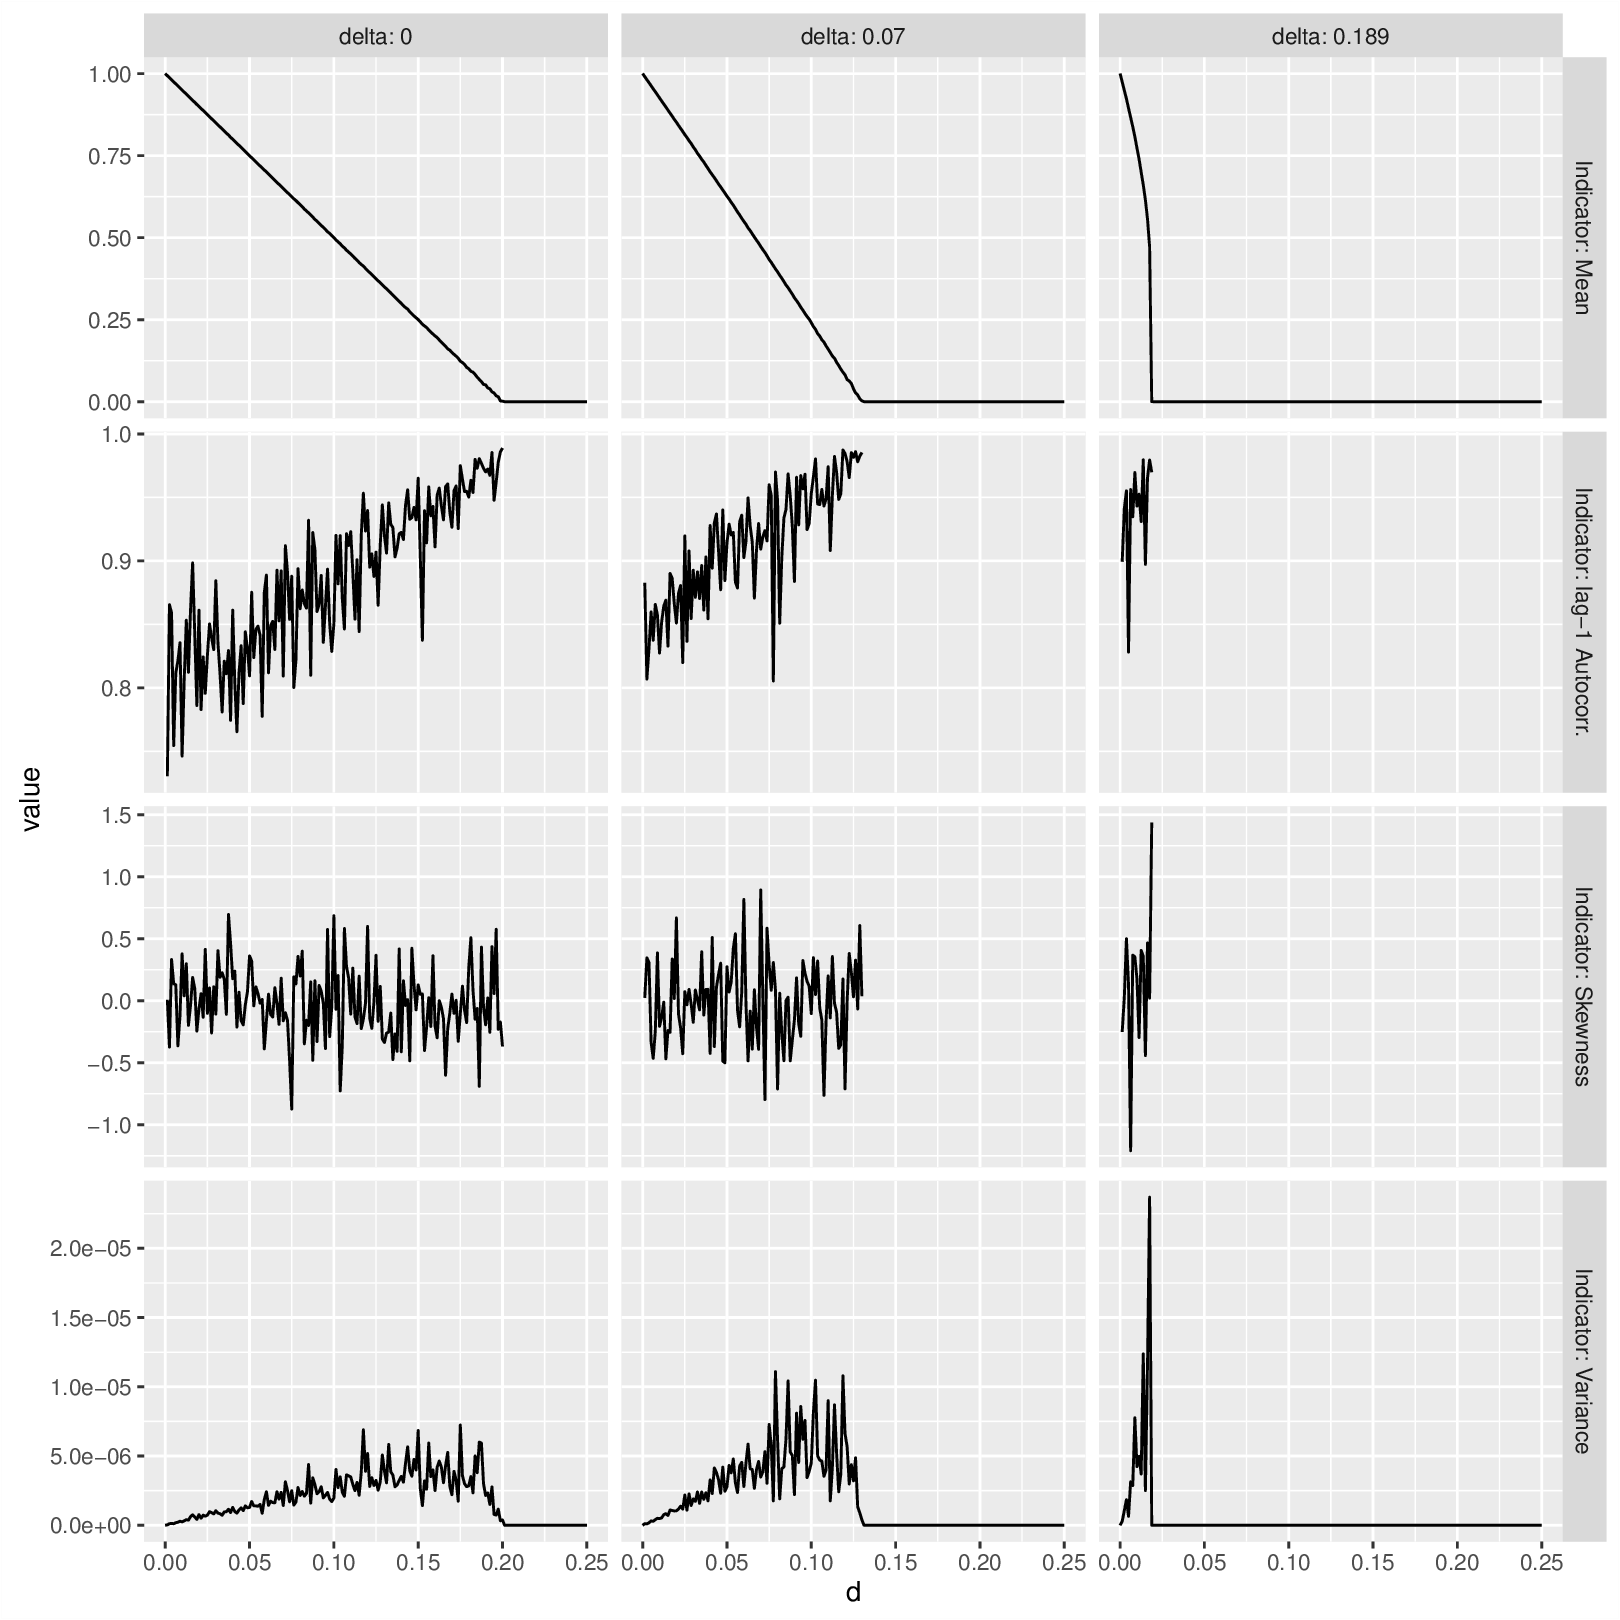 delta: 0
delta: 0.07
delta: 0.189
1.00
0.75
0.50
0.25
0.00
Indicator: Mean
1.0
0.9
0.8
Indicator: lag−1 Autocorr.
value
1.5
1.0
0.5
0.0
−0.5
−1.0
Indicator: Skewness
2.0e−05
1.5e−05
1.0e−05
5.0e−06
0.0e+00
Indicator: Variance
0.00 0.05 0.10 0.15 0.20 0.25
0.00 0.05 0.10 0.15 0.20 0.25
0.00 0.05 0.10 0.15 0.20 0.25
d